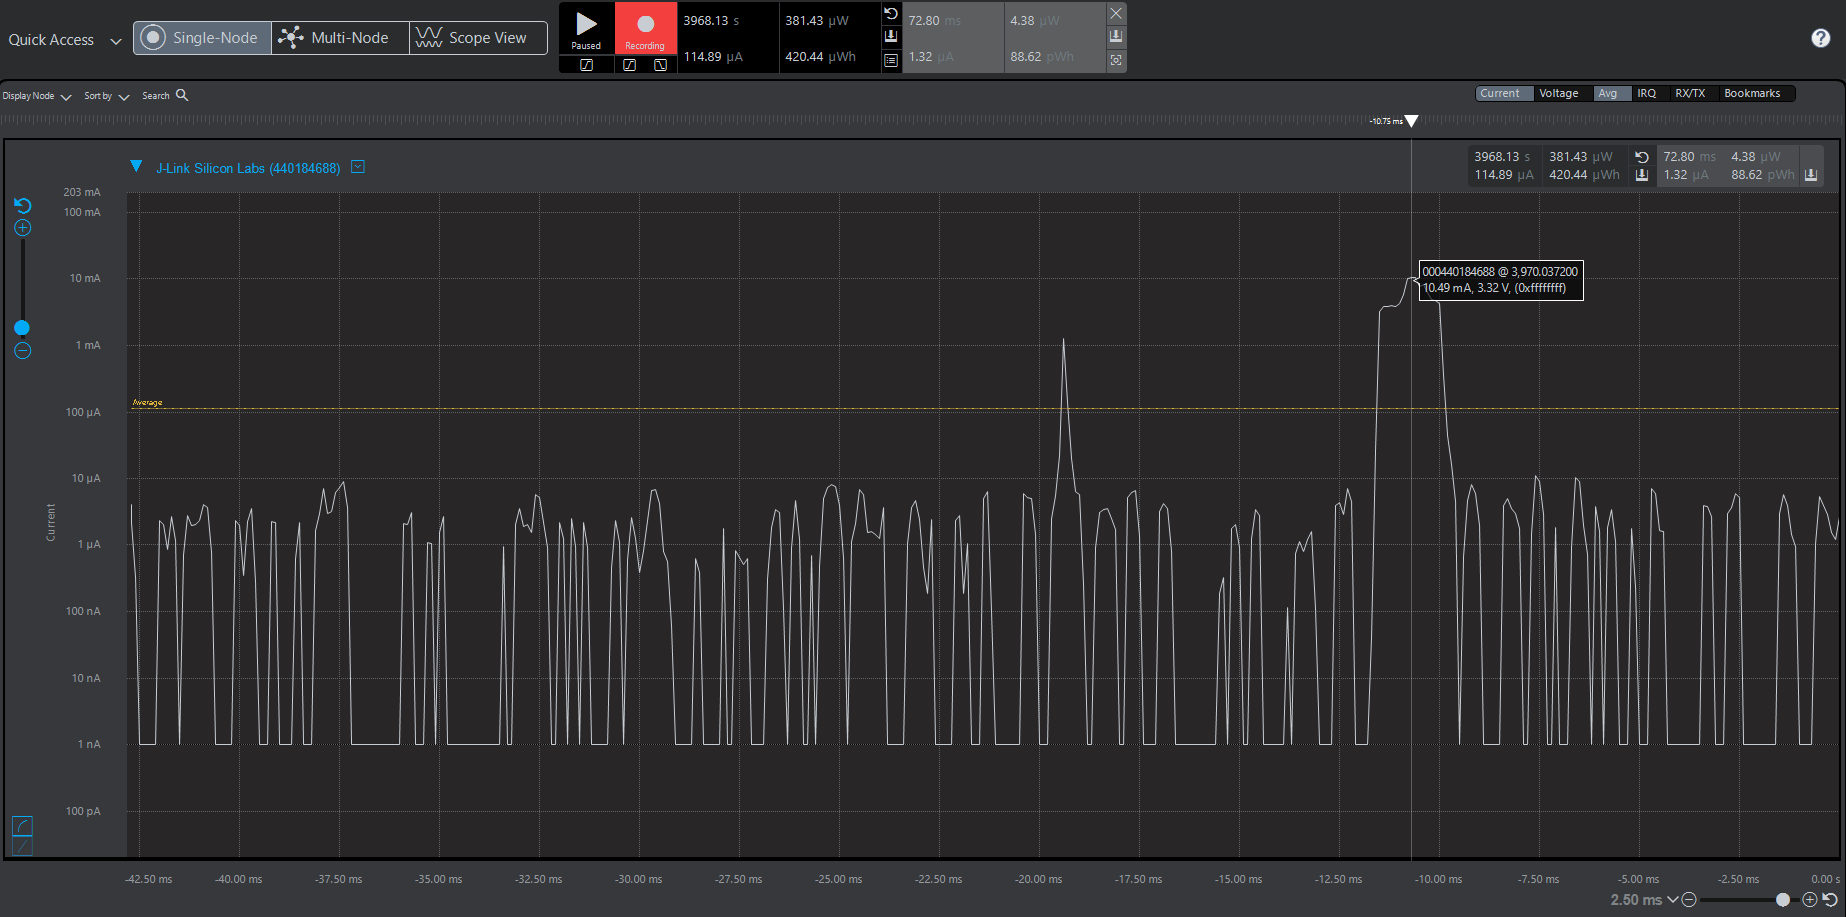 Quick Access
Single-Node
Multi-Node
Scope View
Paused
Recording
3968.13 s
114.89 µA
381.43 µW
420.44 µWh
72.80 ms
1.32 µA
4.38 µW
88.62 pWh
Display Node
Sort by
Search
Current
Voltage
Avg
IRQ
RX/TX
Bookmarks
-10.75 ms
J-Link Silicon Labs (440184688)
3968.13 s 381.43 µW 72.80 ms 4.38 µW
114.89 µA 420.44 µWh 1.32 µA 88.62 pWh
203 mA
100 mA
10 mA
1 mA
100 µA
10 µA
1 µA
100 nA
10 nA
1 nA
100 pA
Current
Average
000440184688 @ 3,970.037200
10.49 mA, 3.32 V, (0xffffffff)
-42.50 ms -40.00 ms -37.50 ms -35.00 ms -32.50 ms -30.00 ms -27.50 ms -25.00 ms -22.50 ms -20.00 ms -17.50 ms -15.00 ms -12.50 ms -10.00 ms -7.50 ms -5.00 ms -2.50 ms 0.00 s
2.50 ms